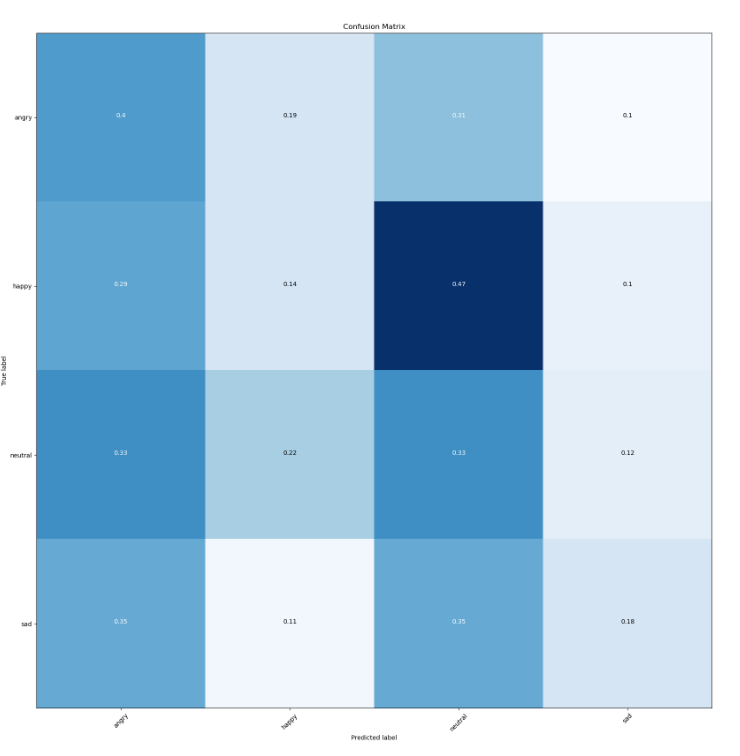 Confusion Matrix
angry 0.4 0.19 0.31 0.1
happy 0.29 0.14 0.47 0.1
True label
neutral 0.33 0.22 0.33 0.12
sad 0.35 0.11 0.35 0.18
angry happy neutral sad
Predicted label